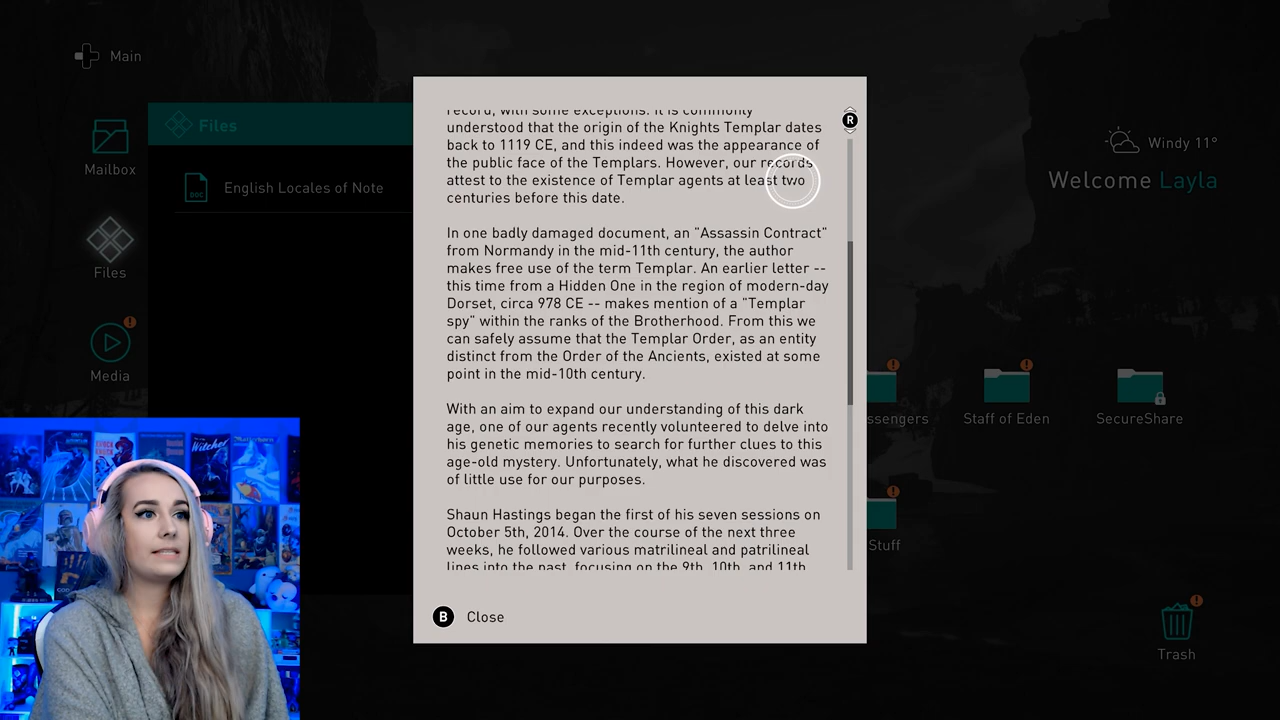 Main
Files
English Locales of Note
DOC
Mailbox
Files
Media
record, with some exceptions. It is commonly
understood that the origin of the Knights Templar dates
back to 1119 CE, and this indeed was the appearance of
the public face of the Templars. However, our records
attest to the existence of Templar agents at least two
centuries before this date.
In one badly damaged document, an "Assassin Contract"
from Normandy in the mid-11th century, the author
makes free use of the term Templar. An earlier letter --
this time from a Hidden One in the region of modern-day
Dorset, circa 978 CE -- makes mention of a "Templar
spy" within the ranks of the Brotherhood. From this we
can safely assume that the Templar Order, as an entity
distinct from the Order of the Ancients, existed at some
point in the mid-10th century.
With an aim to expand our understanding of this dark
age, one of our agents recently volunteered to delve into
his genetic memories to search for further clues to this
age-old mystery. Unfortunately, what he discovered was
of little use for our purposes.
Shaun Hastings began the first of his seven sessions on
October 5th, 2014. Over the course of the next three
weeks, he followed various matrilineal and patrilineal
lines into the past, focusing on the 9th, 10th, and 11th
R
B Close
Windy 11°
Welcome Layla
ssengers
Staff of Eden
SecureShare
Stuff
Trash
Witcher